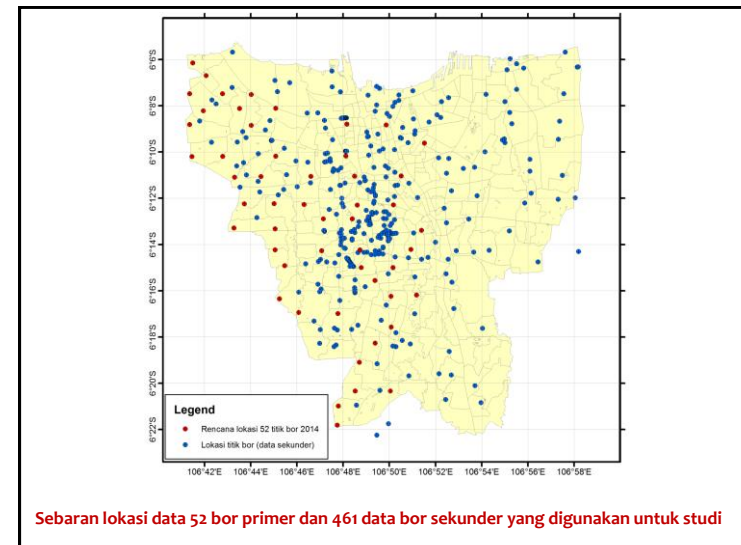 6°6'S
6°8'S
6°10'S
6°12'S
6°14'S
6°16'S
6°18'S
6°20'S
6°22'S
Legend
Rencana lokasi 52 titik bor 2014
Lokasi titik bor (data sekunder)
106°42'E 106°44'E 106°46'E 106°48'E 106°50'E 106°52'E 106°54'E 106°56'E 106°58'E
Sebaran lokasi data 52 bor primer dan 461 data bor sekunder yang digunakan untuk studi